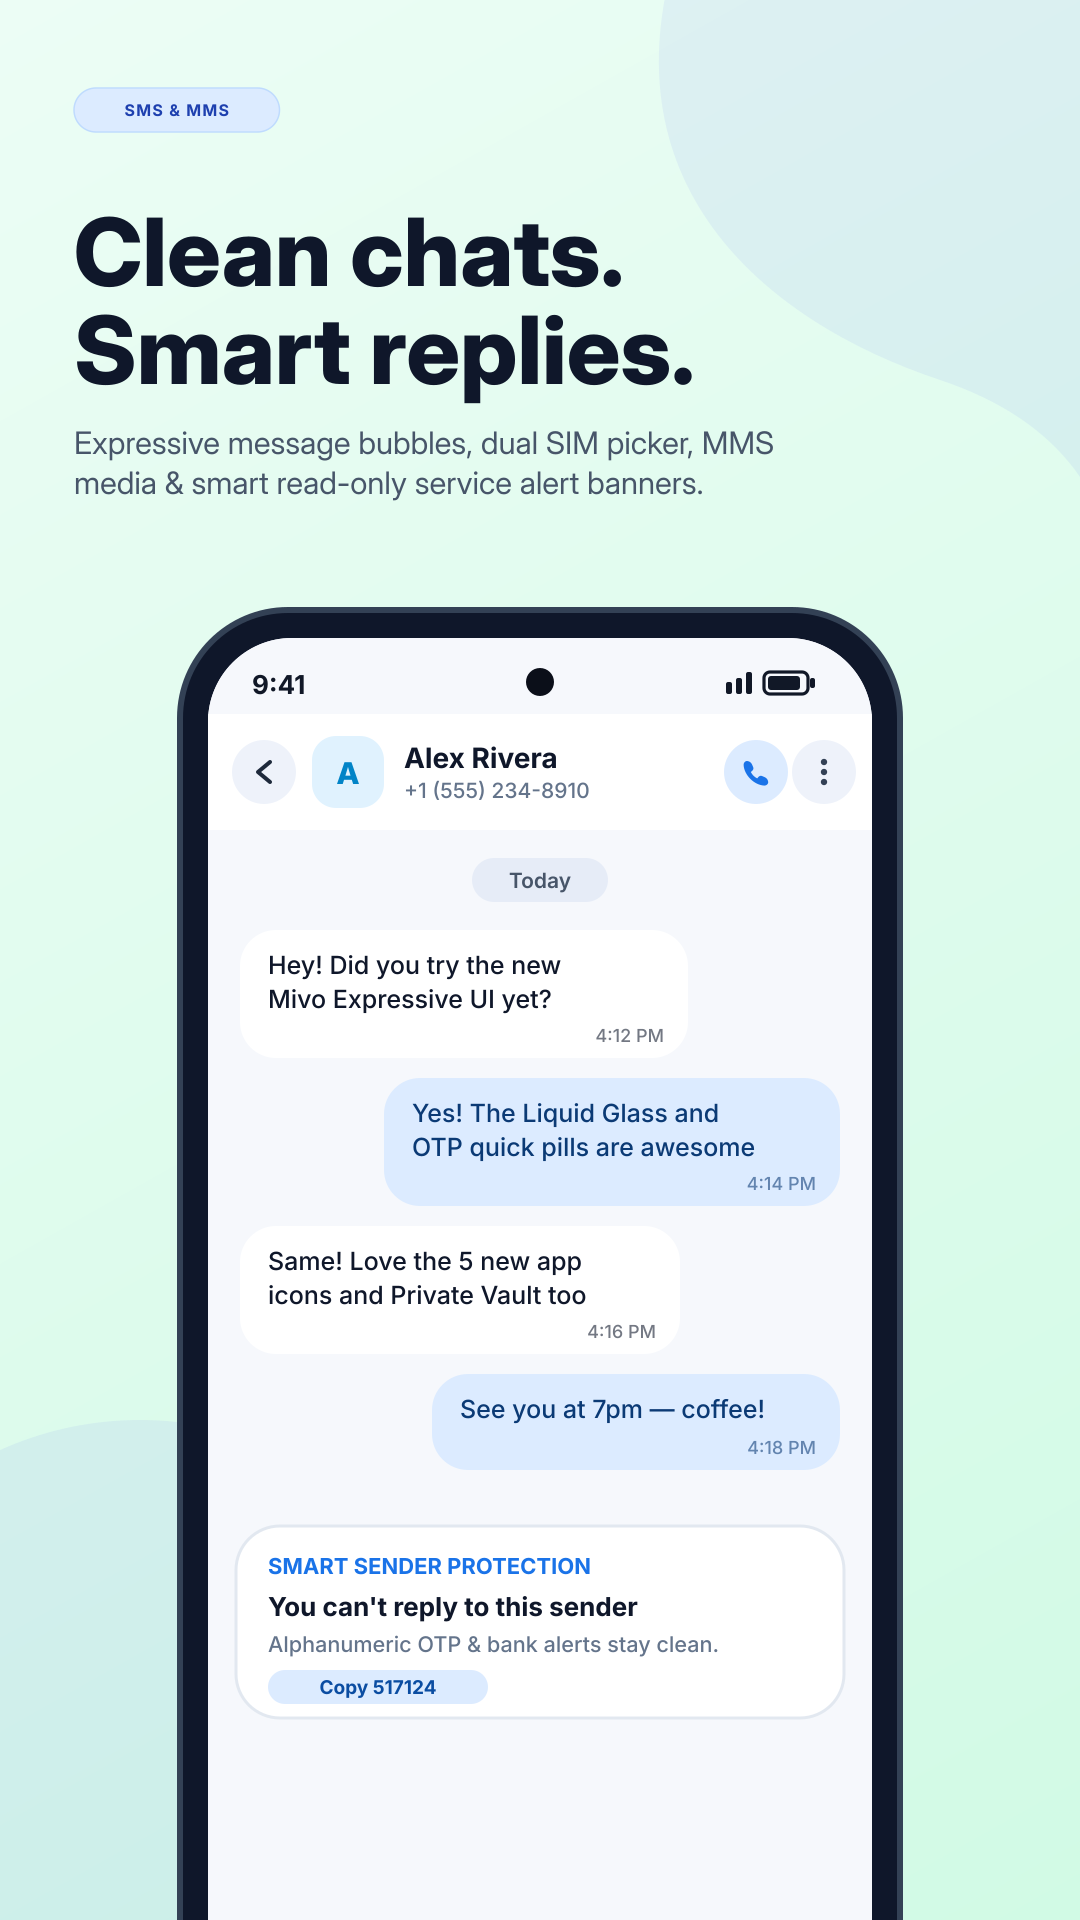 SMS & MMS
Clean chats.
Smart replies.
Expressive message bubbles, dual SIM picker, MMS
media & smart read-only service alert banners.
9:41
A
Alex Rivera
+1 (555) 234-8910
Today
Hey! Did you try the new
Mivo Expressive UI yet?
4:12 PM
Yes! The Liquid Glass and
OTP quick pills are awesome
4:14 PM
Same! Love the 5 new app
icons and Private Vault too
4:16 PM
See you at 7pm — coffee!
4:18 PM
SMART SENDER PROTECTION
You can't reply to this sender
Alphanumeric OTP & bank alerts stay clean.
Copy 517124